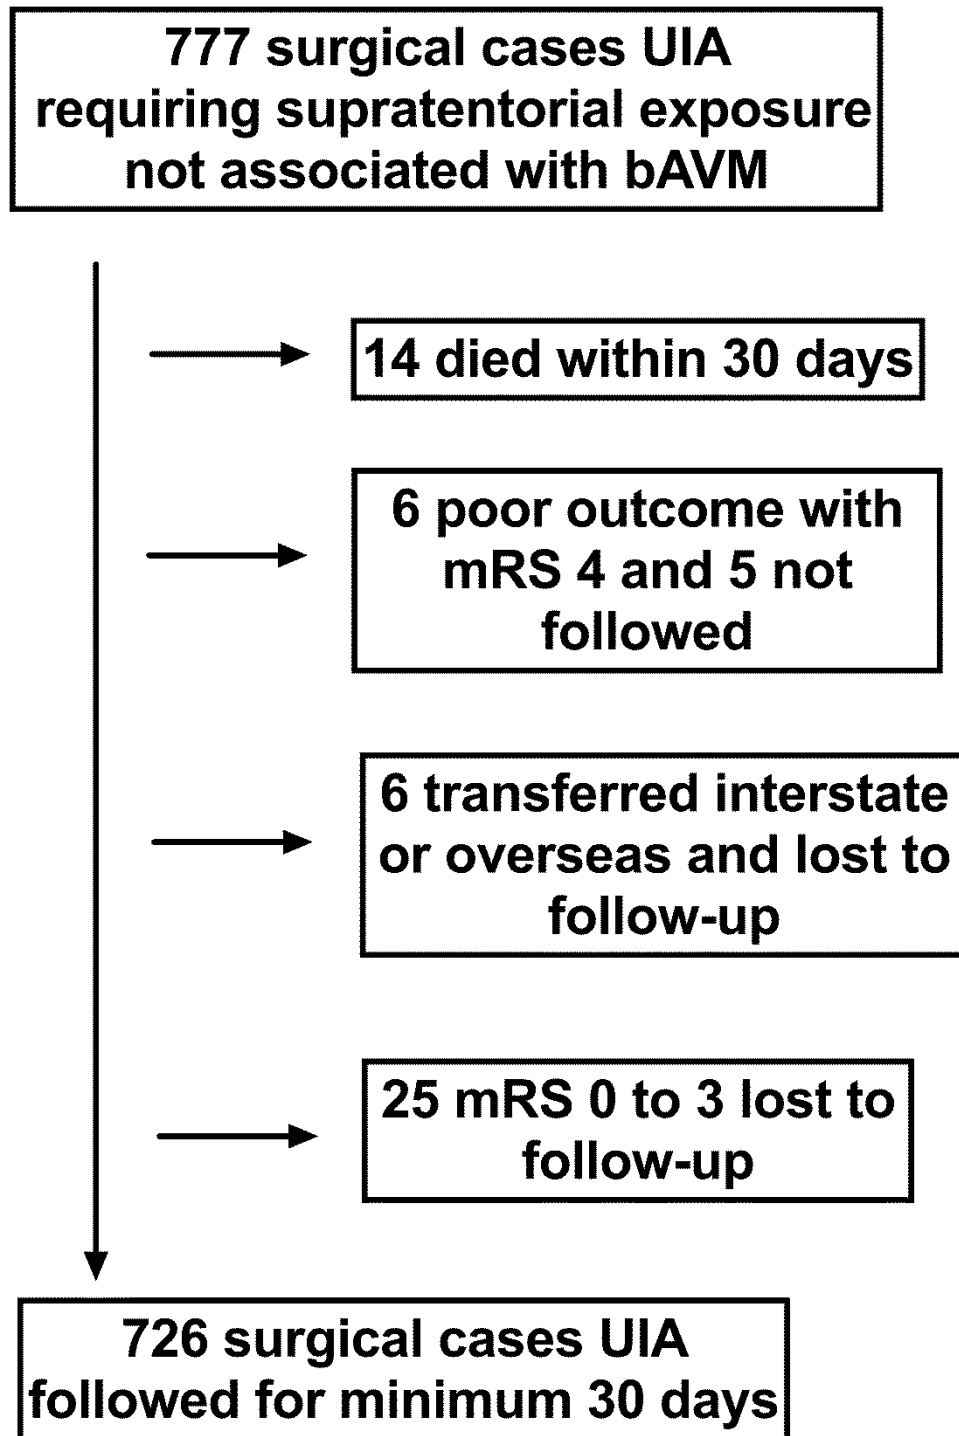 777 surgical cases UIA
requiring supratentorial exposure
not associated with bAVM
14 died within 30 days
6 poor outcome with
mRS 4 and 5 not
followed
6 transferred interstate
or overseas and lost to
follow-up
25 mRS 0 to 3 lost to
follow-up
726 surgical cases UIA
followed for minimum 30 days